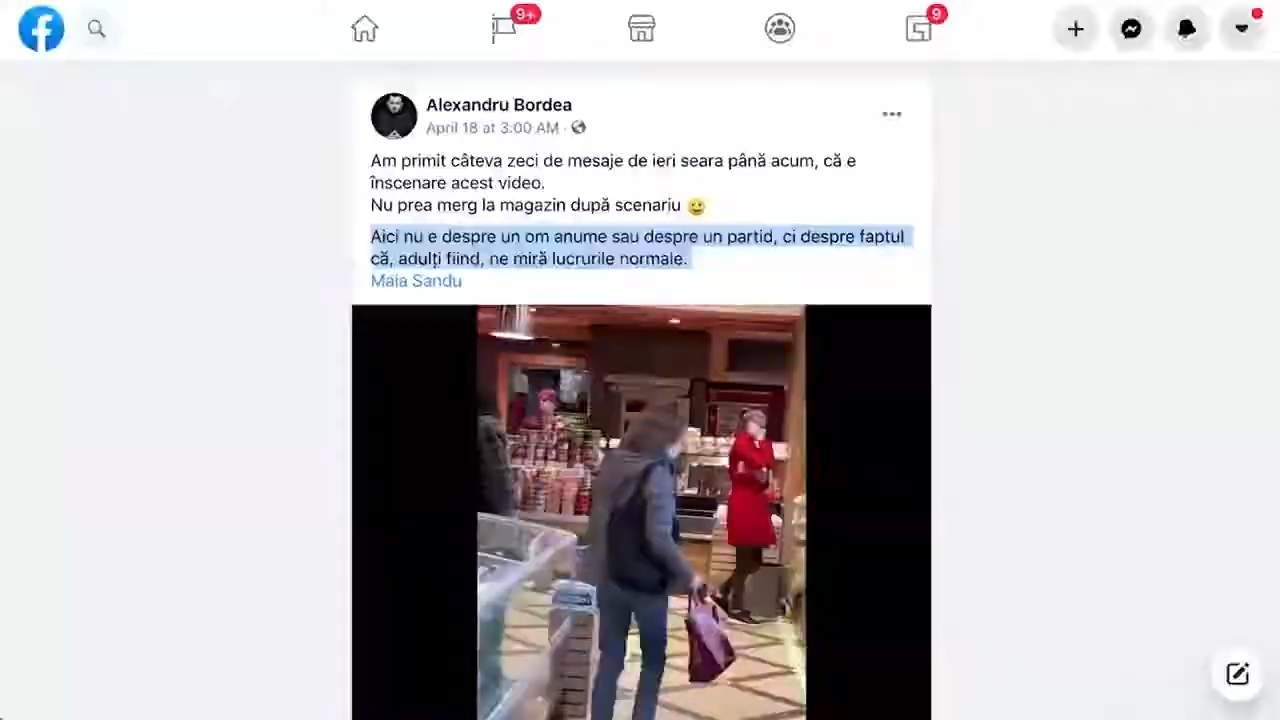 9+
9
Alexandru Bordea
April 18 at 3:00 AM ·
Am primit câteva zeci de mesaje de ieri seara până acum, că e
înscenare acest video.
Nu prea merg la magazin după scenariu 🙂
Aici nu e despre un om anume sau despre un partid, ci despre faptul
că, adulți fiind, ne miră lucrurile normale.
Maia Sandu